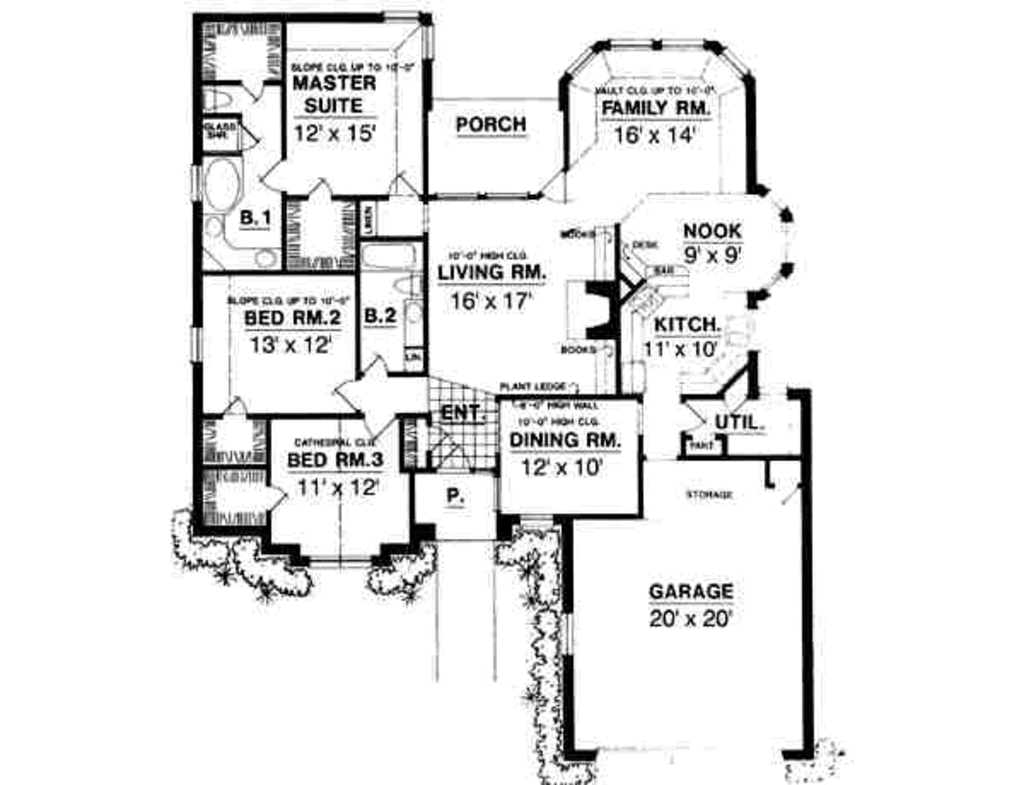 SLOPE CLG. UP TO 10'-0"
MASTER
SUITE
12' x 15'
GLASS
SHR.
B.1
LINEN
PORCH
VAULT CLG. UP TO 10'-0"
FAMILY RM.
16' x 14'
BOOKS
DESK
NOOK
9' x 9'
BAR
10'-0" HIGH CLG.
LIVING RM.
16' x 17'
KITCH.
11' x 10'
BOOKS
SLOPE CLG. UP TO 10'-0"
BED RM.2
13' x 12'
B.2
LIN.
PLANT LEDGE
8'-0" HIGH WALL
ENT.
10'-0" HIGH CLG.
DINING RM.
12' x 10'
UTIL.
CATHEDRAL CLG.
BED RM.3
11' x 12'
P.
STORAGE
GARAGE
20' x 20'